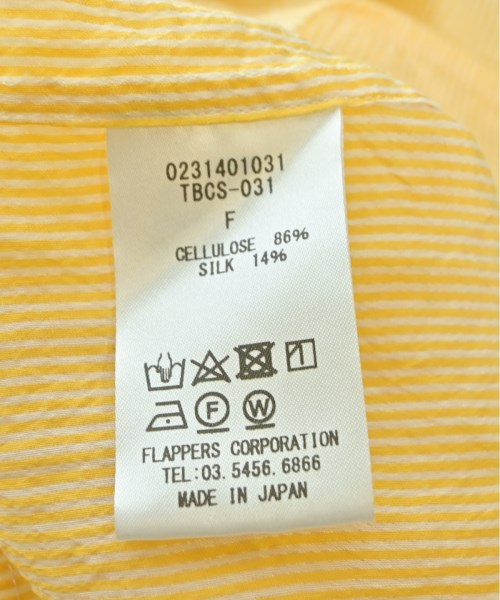 0231401031
TBCS-031
F
CELLULOSE 86%
SILK 14%
F W
FLAPPERS CORPORATION
TEL:03.5456.6866
MADE IN JAPAN